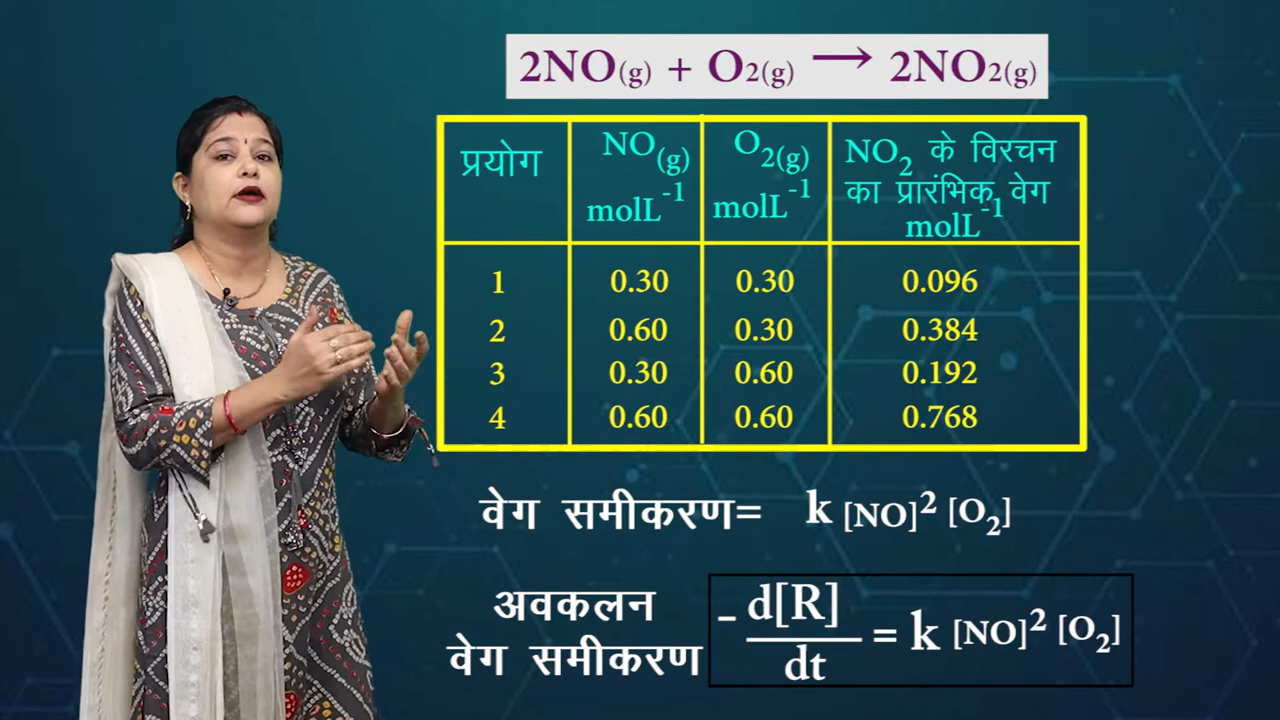 2NO(g) + O2(g) → 2NO2(g)
प्रयोग NO(g) molL-1 O2(g) molL-1 NO2 के विरचन का प्रारंभिक वेग molL-1
1 0.30 0.30 0.096
2 0.60 0.30 0.384
3 0.30 0.60 0.192
4 0.60 0.60 0.768
वेग समीकरण= k [NO]2 [O2]
अवकलन
वेग समीकरण - d[R]/dt = k [NO]2 [O2]